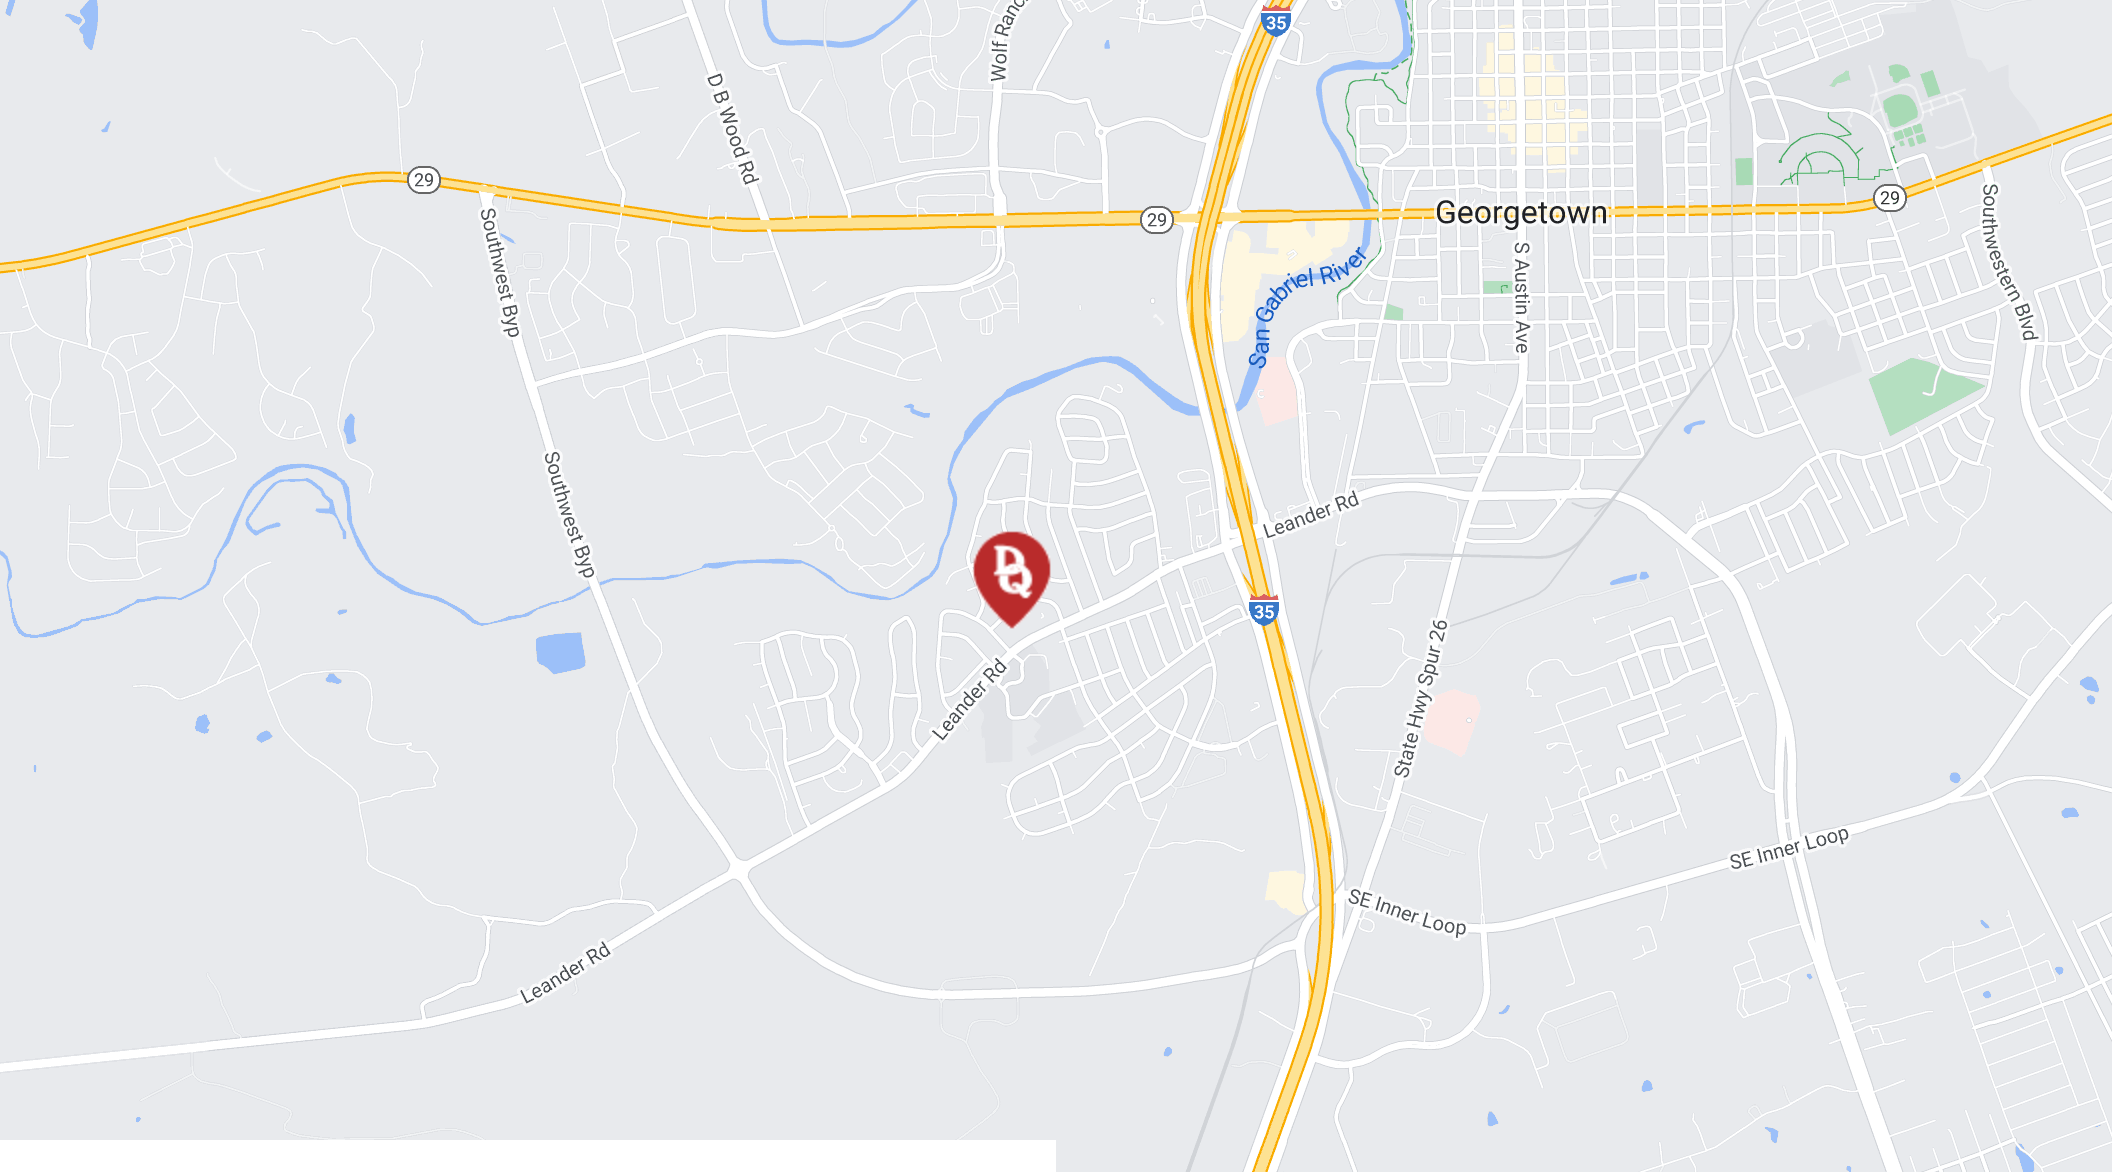 35
Wolf Ranc
D B Wood Rd
29
29
29
Georgetown
Southwest Byp
Southwestern Blvd
S Austin Ave
San Gabriel River
Southwest Byp
Leander Rd
DQ
35
State Hwy Spur 26
Leander Rd
SE Inner Loop
SE Inner Loop
Leander Rd